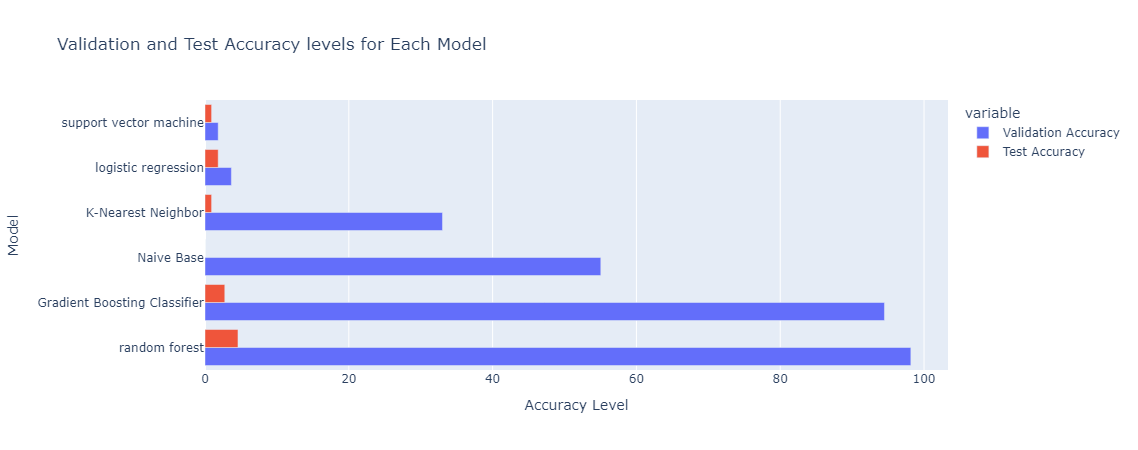 Validation and Test Accuracy levels for Each Model
variable
Validation Accuracy
Test Accuracy
Model
support vector machine
logistic regression
K-Nearest Neighbor
Naive Base
Gradient Boosting Classifier
random forest
0 20 40 60 80 100
Accuracy Level